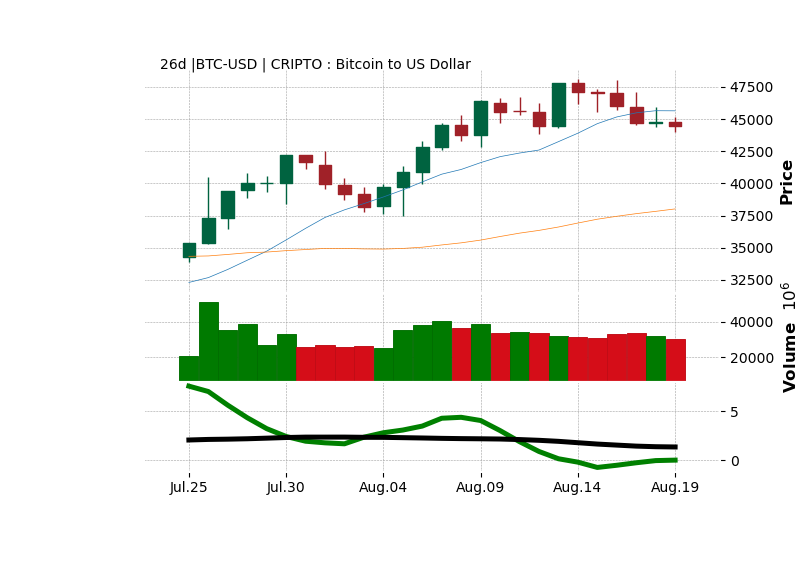 26d |BTC-USD | CRIPTO : Bitcoin to US Dollar
47500
45000
42500
40000
37500
35000
32500
Price
40000
20000
Volume 10^6
5
0
Jul.25 Jul.30 Aug.04 Aug.09 Aug.14 Aug.19